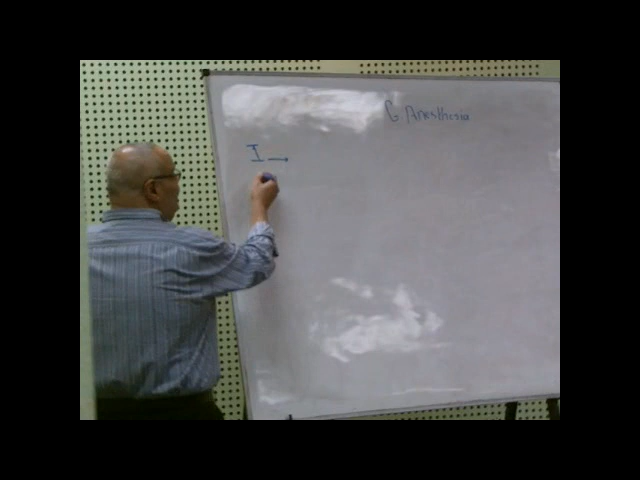 G. Anesthesia
I →